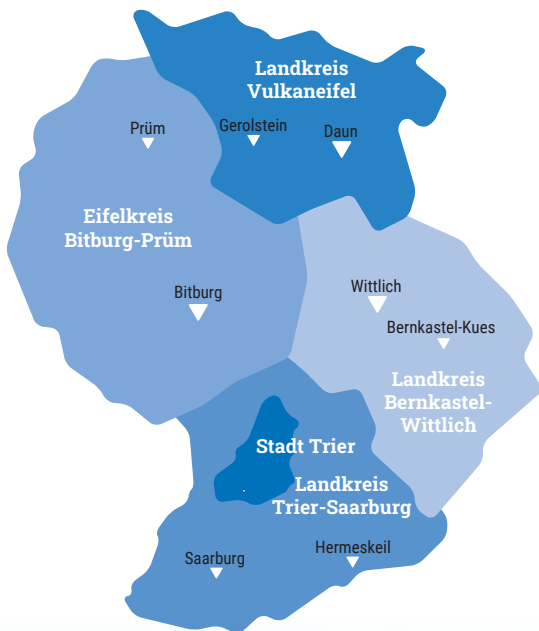 Landkreis
Vulkaneifel
Prüm
Gerolstein
Daun
Eifelkreis
Bitburg-Prüm
Bitburg
Wittlich
Bernkastel-Kues
Landkreis
Bernkastel-
Wittlich
Stadt Trier
Landkreis
Trier-Saarburg
Saarburg
Hermeskeil